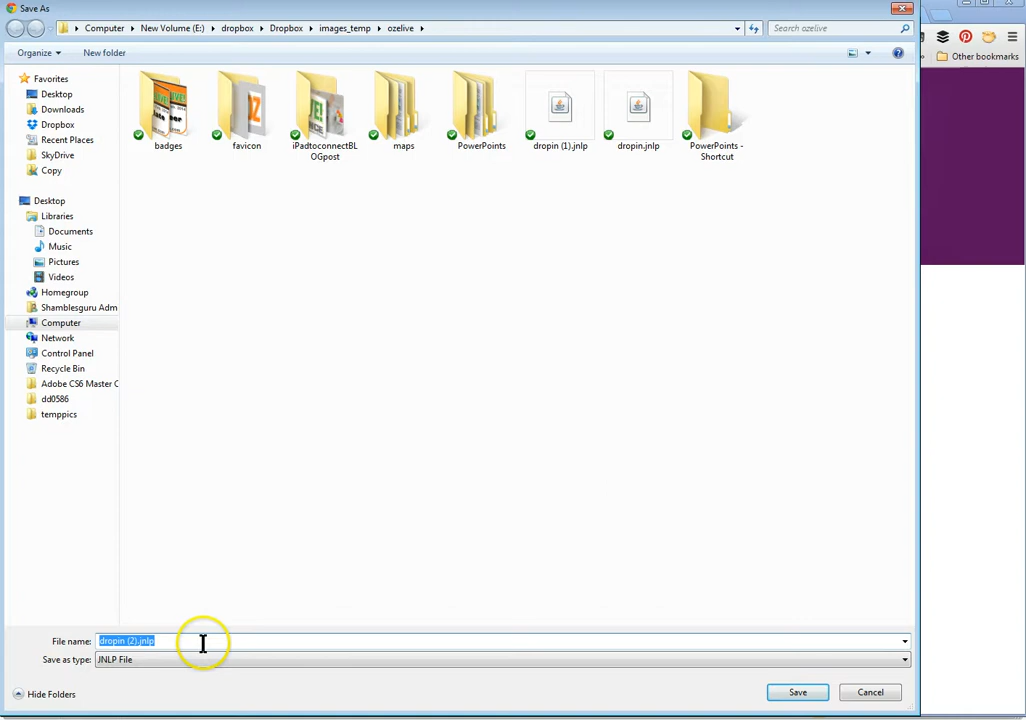 Save As
Computer New Volume (E:) dropbox Dropbox images_temp ozelive Search ozelive
Organize New folder
Other bookmarks
Favorites
Desktop
Downloads
Dropbox
Recent Places
SkyDrive
Copy
Desktop
Libraries
Documents
Music
Pictures
Videos
Homegroup
Shamblesguru Adm
Computer
Network
Control Panel
Recycle Bin
Adobe CS6 Master C
dd0586
temppics
badges
favicon
iPadtoconnectBL
OGpost
maps
PowerPoints
dropin (1).jnlp
dropin.jnlp
PowerPoints -
Shortcut
File name: dropin (2).jnlp
Save as type: JNLP File
Hide Folders Save Cancel